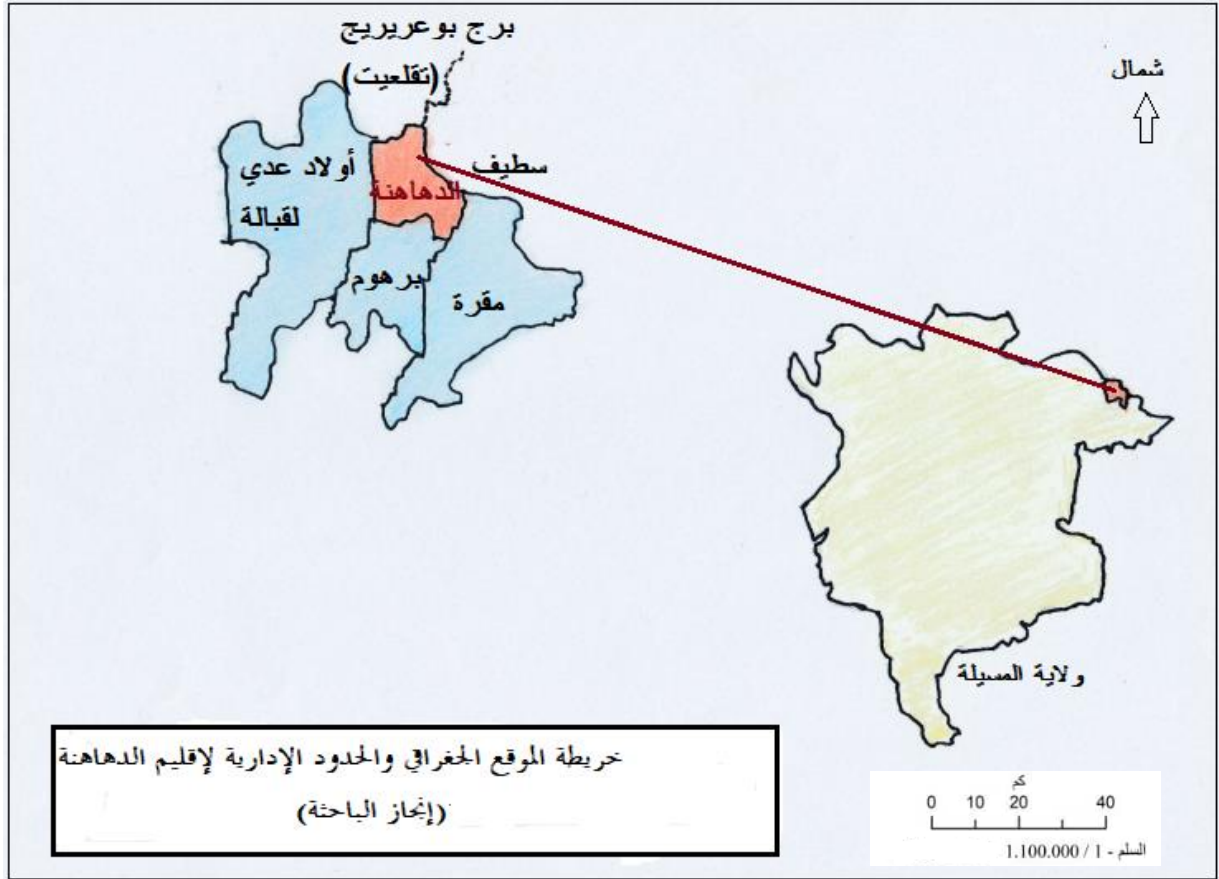 برج بوعريريج
(تقلعيت)
شمال
أولاد عدي
لقبالة
سطيف
الدهاهنة
برهوم
مقرة
ولاية المسيلة
خريطة الموقع الجغرافي والحدود الإدارية لإقليم الدهاهنة
(إنجاز الباحثة)
كم
0 10 20 40
السلم - 1 / 1.100.000